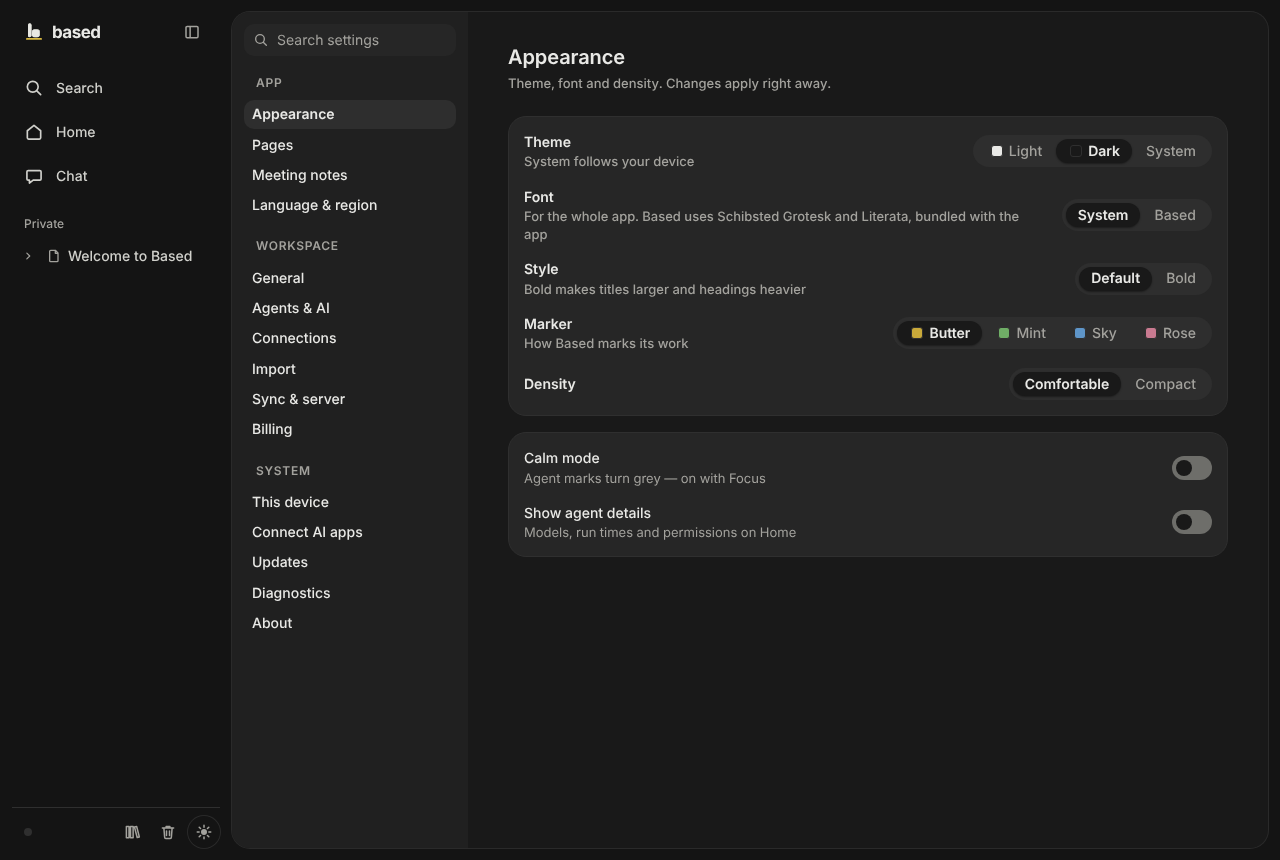 based
Search
Home
Chat
Private
Welcome to Based
Search settings
APP
Appearance
Pages
Meeting notes
Language & region
WORKSPACE
General
Agents & AI
Connections
Import
Sync & server
Billing
SYSTEM
This device
Connect AI apps
Updates
Diagnostics
About
Appearance
Theme, font and density. Changes apply right away.
Theme
System follows your device
Light Dark System
Font
For the whole app. Based uses Schibsted Grotesk and Literata, bundled with the
app
System Based
Style
Bold makes titles larger and headings heavier
Default Bold
Marker
How Based marks its work
Butter Mint Sky Rose
Density
Comfortable Compact
Calm mode
Agent marks turn grey — on with Focus
Show agent details
Models, run times and permissions on Home